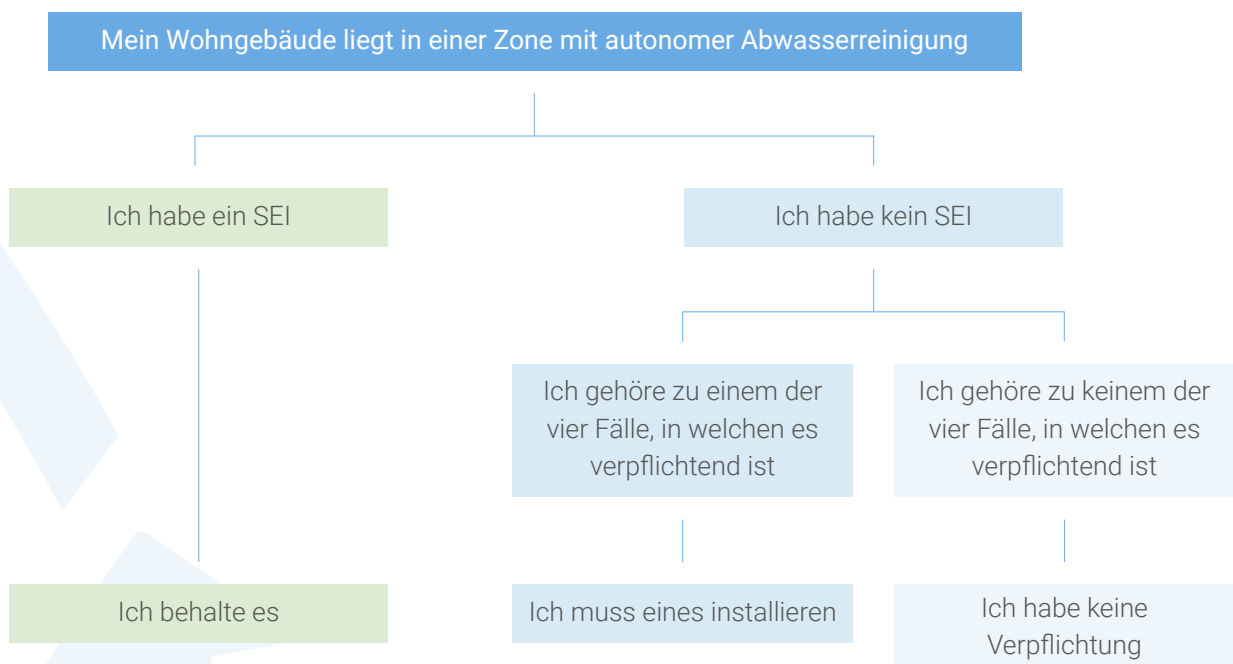 Mein Wohngebäude liegt in einer Zone mit autonomer Abwasserreinigung
Ich habe ein SEI
Ich habe kein SEI
Ich gehöre zu einem der
vier Fälle, in welchen es
verpflichtend ist
Ich gehöre zu keinem der
vier Fälle, in welchen es
verpflichtend ist
Ich behalte es
Ich muss eines installieren
Ich habe keine
Verpflichtung